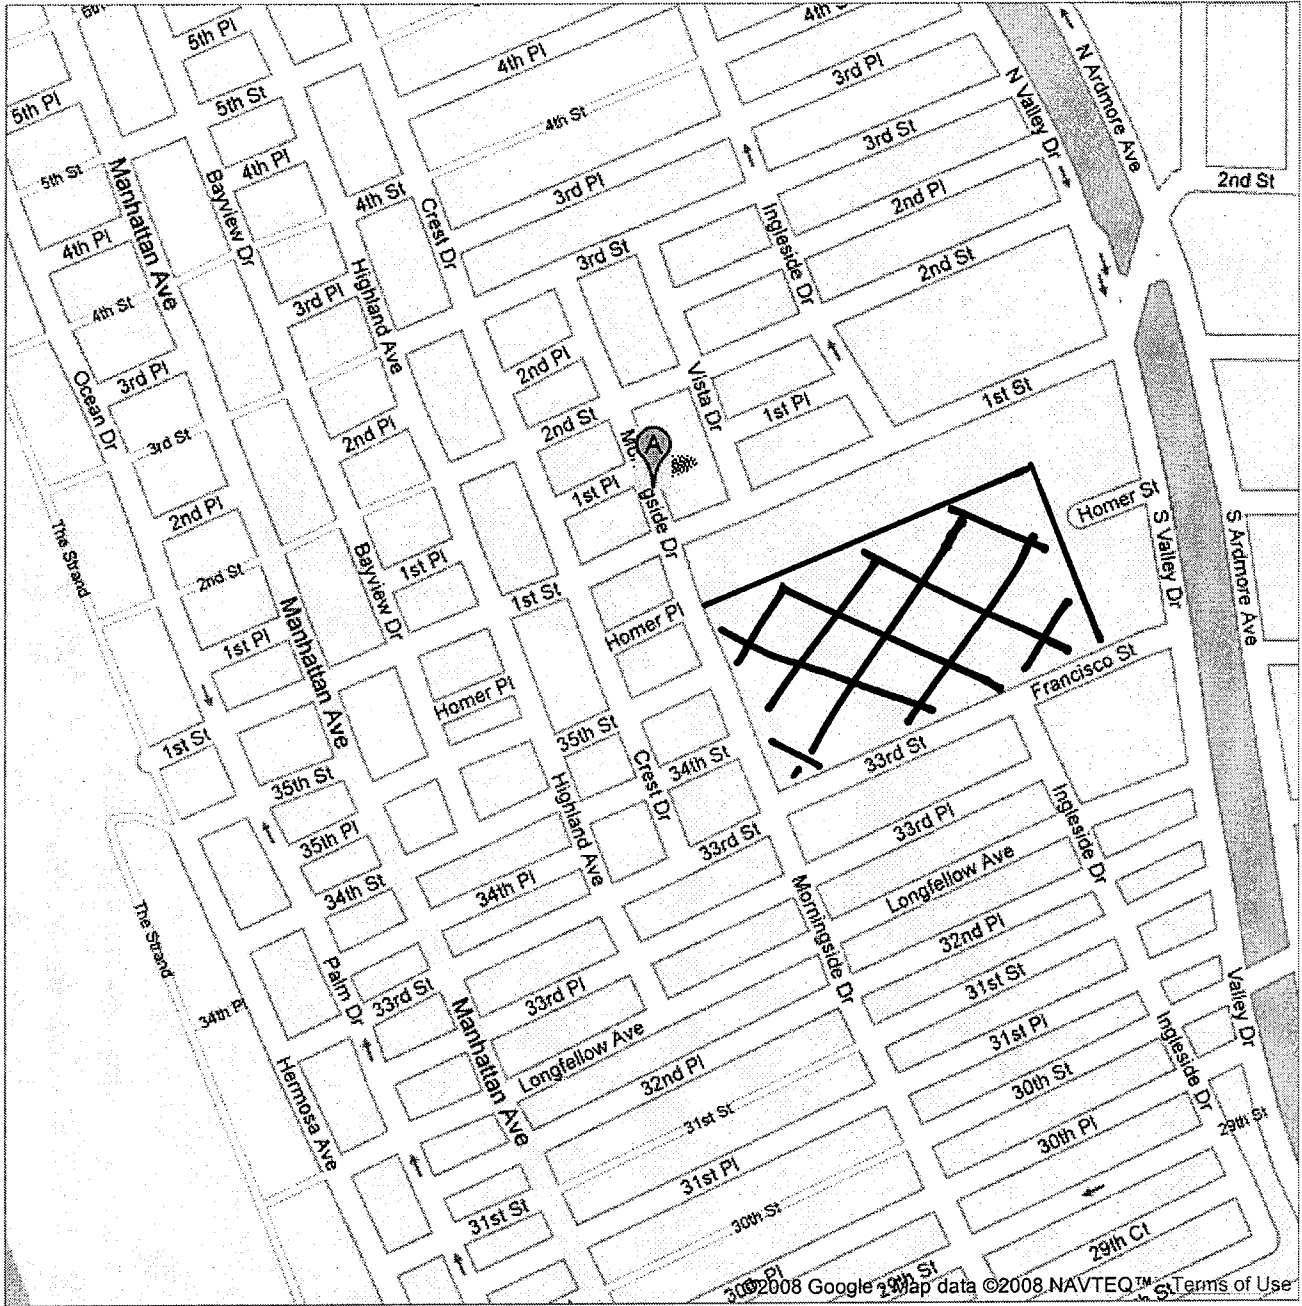 6th
5th Pl
4th St
5th Pl
4th Pl
3rd Pl
N Ardmore Ave
5th St
5th St
4th St
N Valley Dr
3rd St
4th Pl
5th St
4th St
3rd Pl
2nd Pl
2nd St
Manhattan Ave
Bayview Dr
Crest Dr
Ingleside Dr
4th Pl
3rd St
2nd St
4th St
3rd Pl
Highland Ave
3rd Pl
2nd Pl
Vista Dr
1st St
Ocean Dr
3rd St
2nd Pl
2nd St
1st Pl
A
Morningside Dr
1st Pl
Homer St
2nd Pl
The Strand
2nd St
Bayview Dr
1st Pl
1st St
S Valley Dr
S Ardmore Ave
1st Pl
Manhattan Ave
Homer Pl
Homer Pl
Francisco St
1st St
35th St
34th St
33rd St
35th St
Highland Ave
Crest Dr
Ingleside Dr
35th Pl
33rd St
33rd Pl
34th St
34th Pl
Longfellow Ave
The Strand
Morningside Dr
32nd Pl
Palm Dr
33rd St
33rd Pl
31st St
Valley Dr
34th Pl
Manhattan Ave
Longfellow Ave
31st Pl
Ingleside Dr
Hermosa Ave
32nd Pl
30th St
31st St
30th Pl
29th St
31st Pl
31st St
30th St
29th Ct
30th Pl
29th St
©2008 Google - Map data ©2008 NAVTEQ™ - Terms of Use